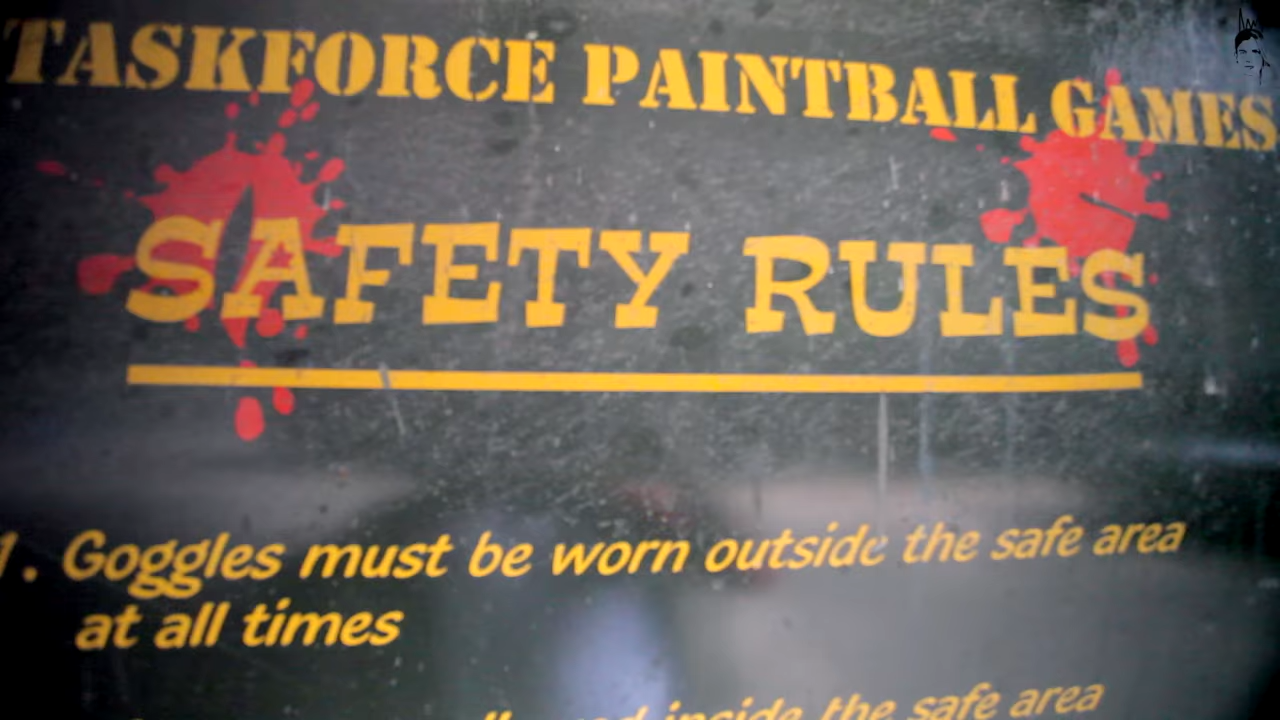 TASKFORCE PAINTBALL GAMES
SAFETY RULES
1. Goggles must be worn outside the safe area
at all times
inside the safe area